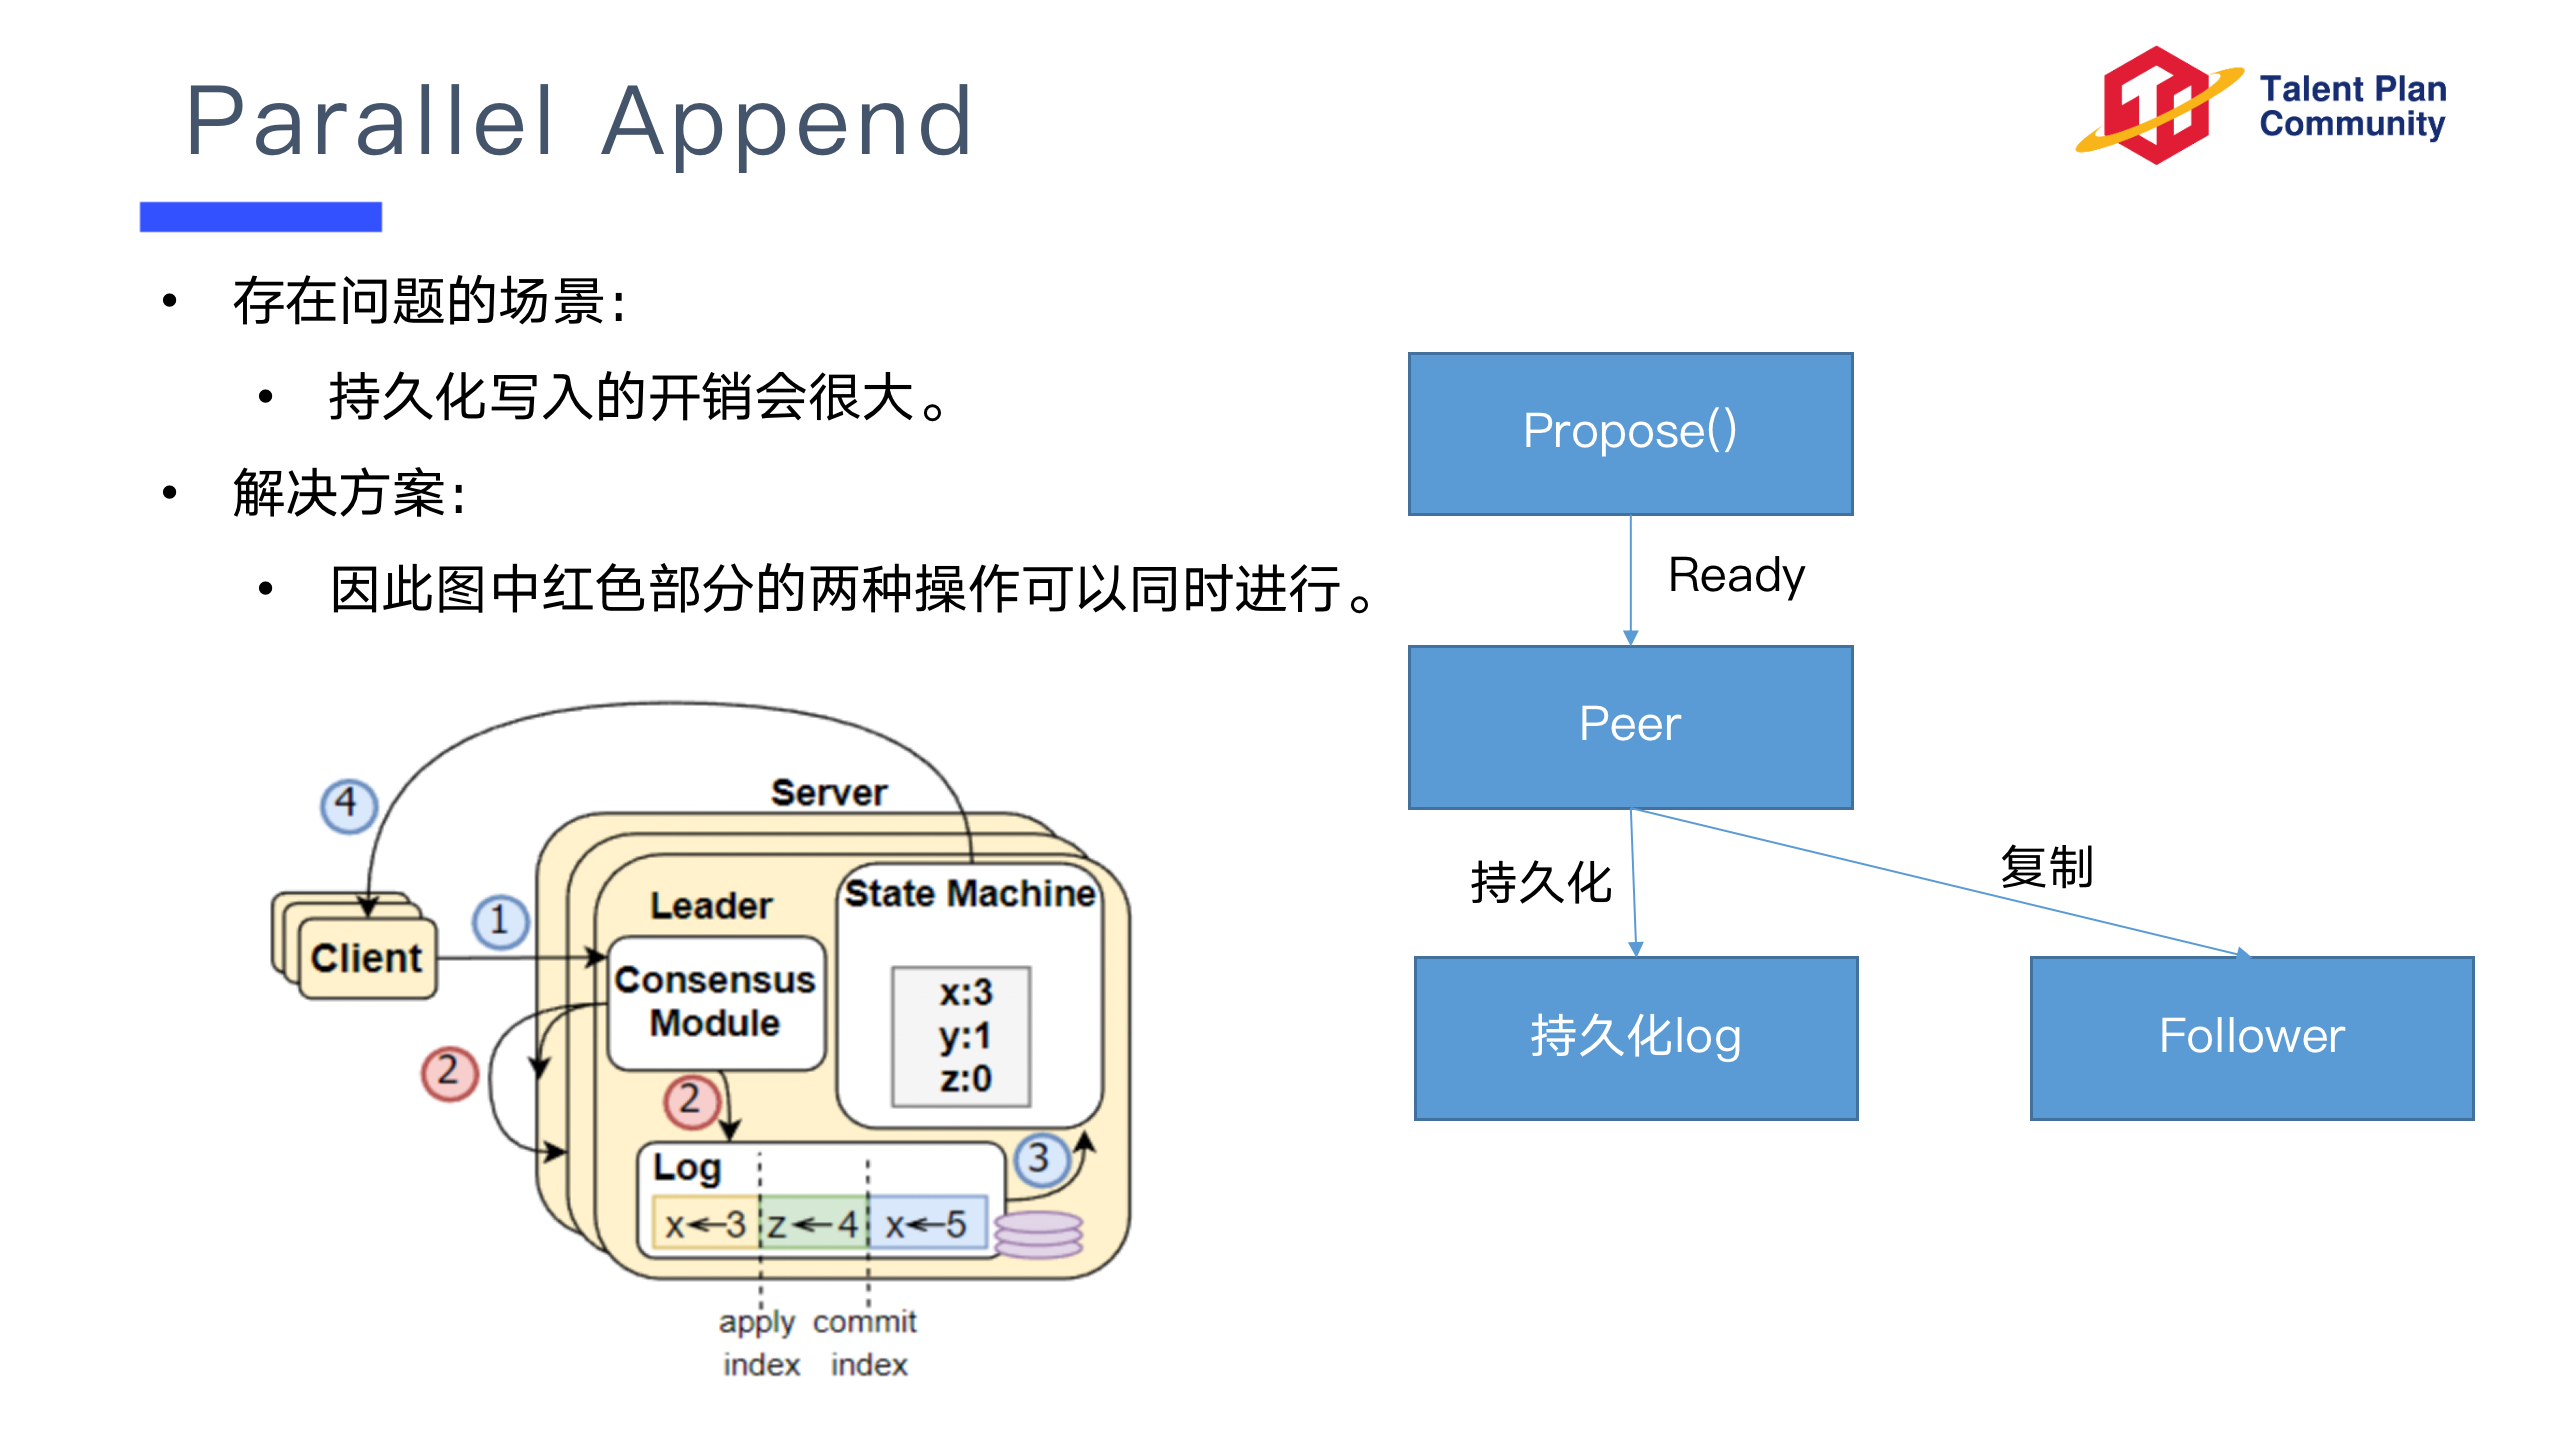 Parallel Append
Talent Plan
Community
• 存在问题的场景:
• 持久化写入的开销会很大。
• 解决方案:
• 因此图中红色部分的两种操作可以同时进行。
4
Server
Leader
State Machine
1
Client
Consensus
Module
x:3
y:1
z:0
2
2
Log
3
x←3
z←4
x←5
apply
index
commit
index
Propose()
Ready
Peer
持久化
复制
持久化log
Follower